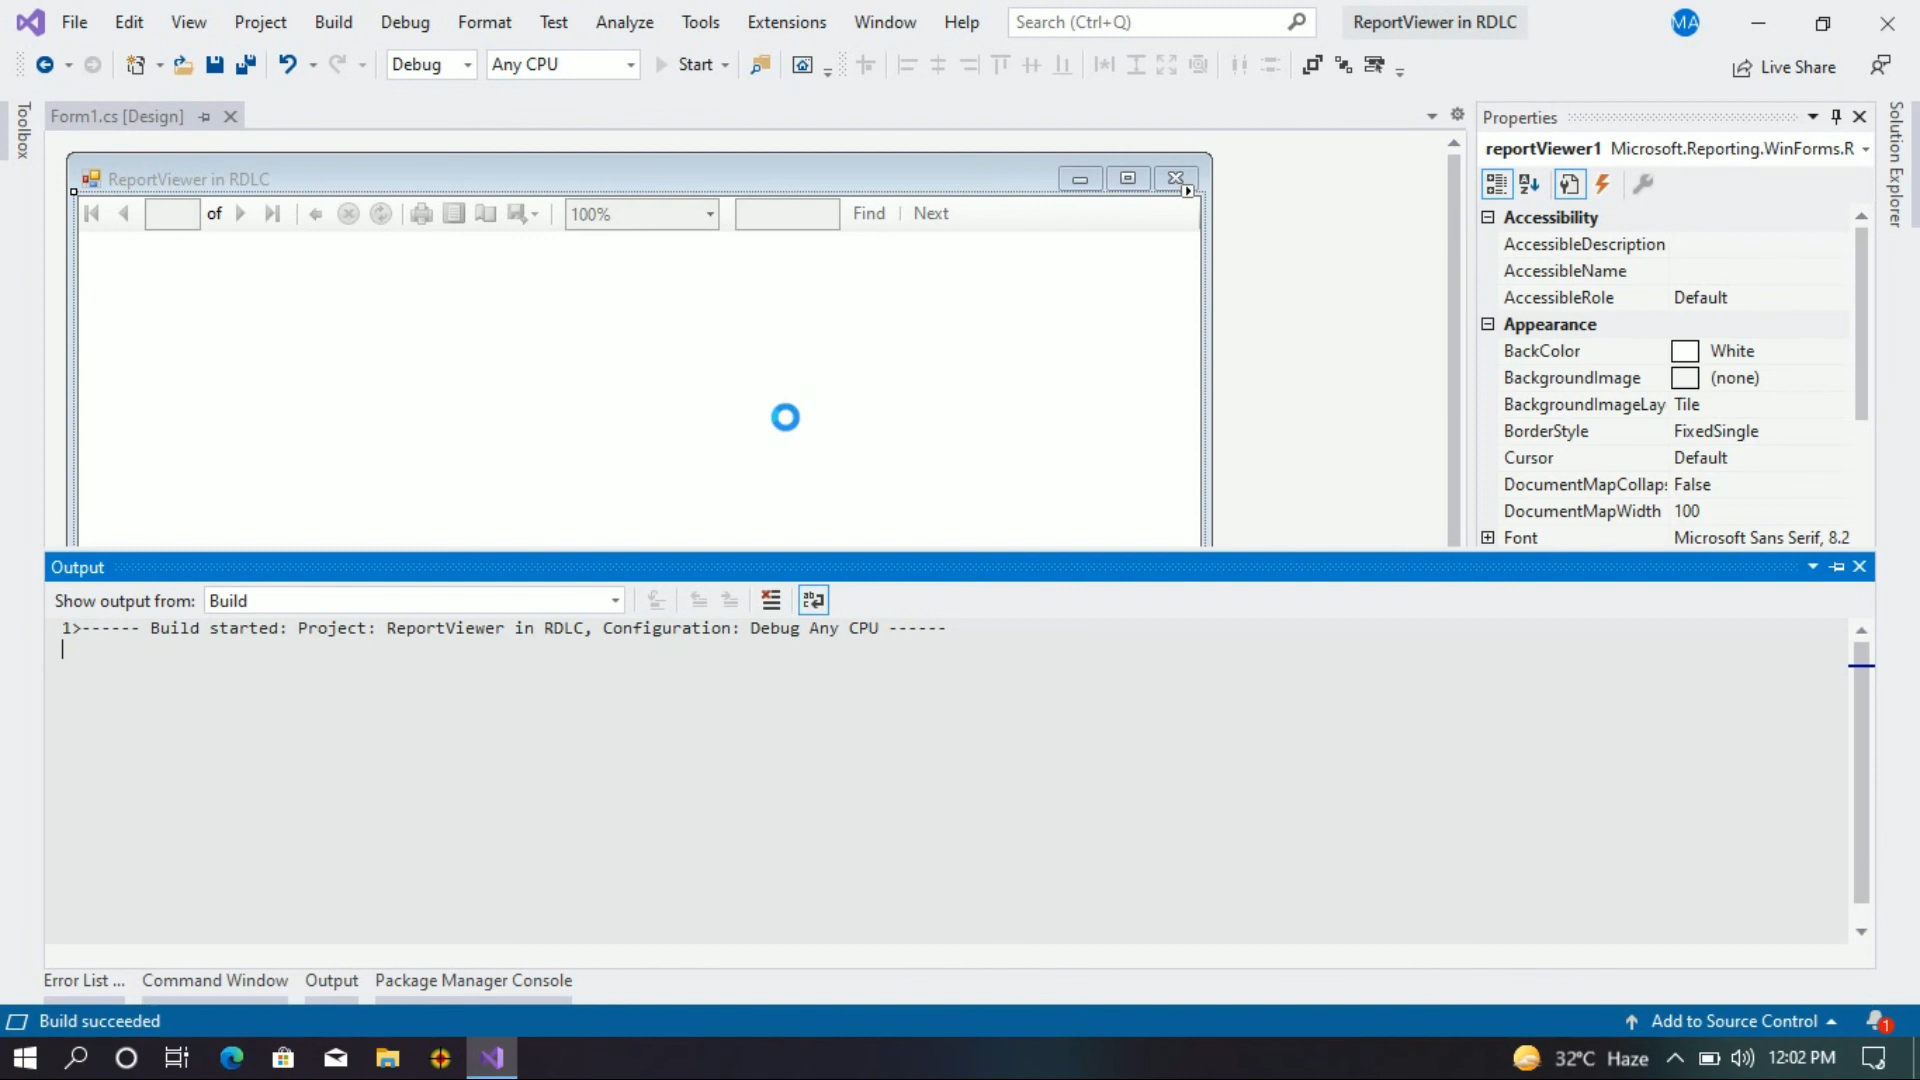 File Edit View Project Build Debug Format Test Analyze Tools Extensions Window Help Search (Ctrl+Q) ReportViewer in RDLC MA
Debug Any CPU Start Live Share
Toolbox
Form1.cs [Design]
ReportViewer in RDLC
of 100% Find | Next
Properties
reportViewer1 Microsoft.Reporting.WinForms.R
Accessibility
AccessibleDescription
AccessibleName
AccessibleRole Default
Appearance
BackColor White
BackgroundImage (none)
BackgroundImageLay Tile
BorderStyle FixedSingle
Cursor Default
DocumentMapCollap: False
DocumentMapWidth 100
Font Microsoft Sans Serif, 8.2
Solution Explorer
Output
Show output from: Build
1>------ Build started: Project: ReportViewer in RDLC, Configuration: Debug Any CPU ------
Error List ... Command Window Output Package Manager Console
Build succeeded Add to Source Control 1
32°C Haze 12:02 PM